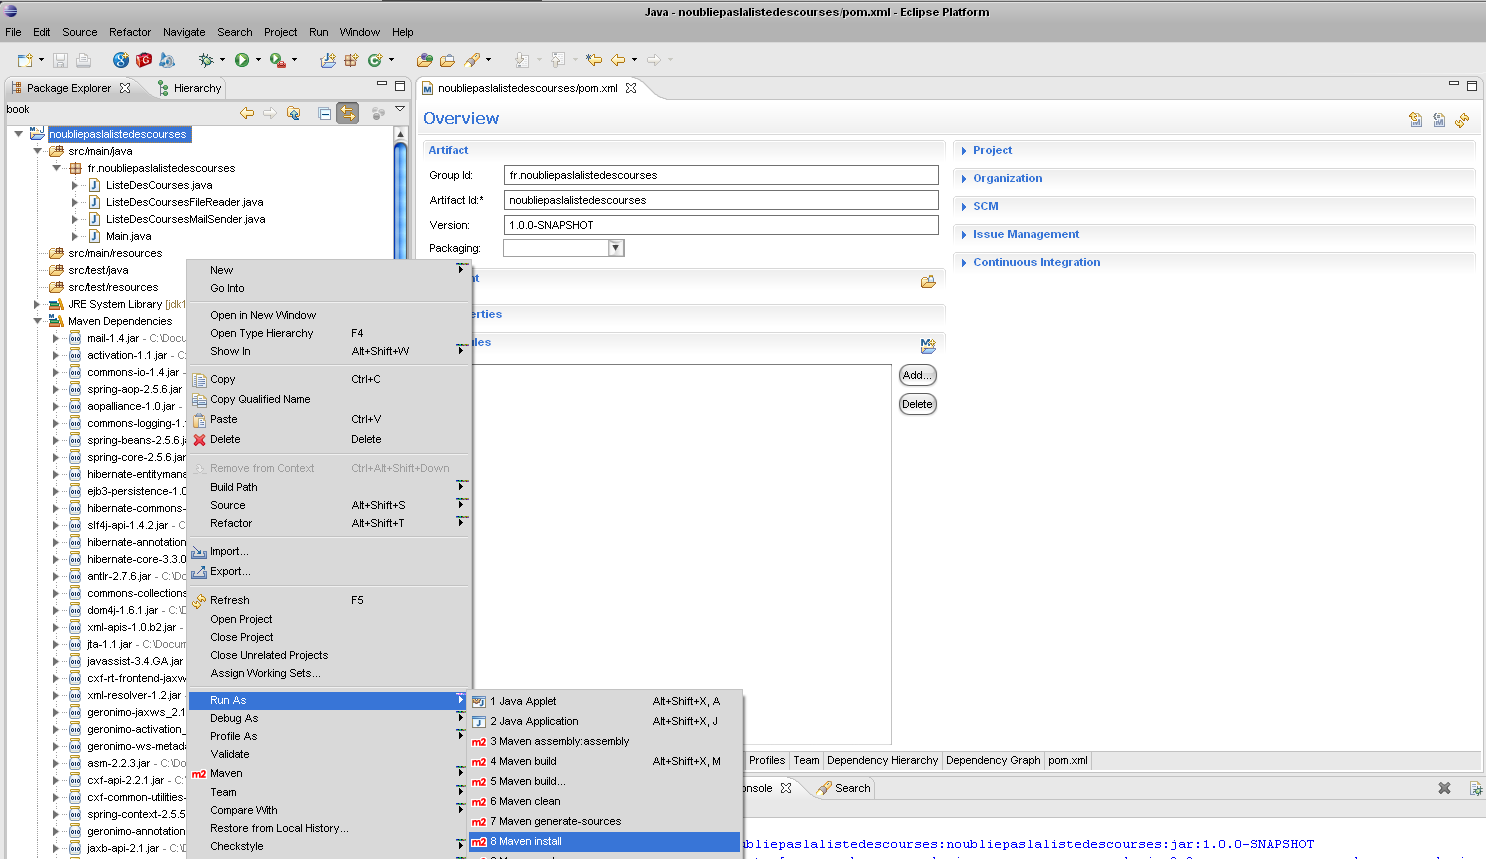 Java - noubliepaslalistedescourses/pom.xml - Eclipse Platform
File Edit Source Refactor Navigate Search Project Run Window Help
Package Explorer Hierarchy
book
noubliepaslalistedescourses
src/main/java
fr.noubliepaslalistedescourses
ListeDesCourses.java
ListeDesCoursesFileReader.java
ListeDesCoursesMailSender.java
Main.java
src/main/resources
src/test/java
src/test/resources
JRE System Library [jdk1
Maven Dependencies
mail-1.4.jar - C:\Docu
activation-1.1.jar - C:
commons-io-1.4.jar -
spring-aop-2.5.6.jar
aopalliance-1.0.jar -
commons-logging-1.
spring-beans-2.5.6.ja
spring-core-2.5.6.jar
hibernate-entitymana
ejb3-persistence-1.0
hibernate-commons-
slf4j-api-1.4.2.jar - C
hibernate-annotation
hibernate-core-3.3.0
antlr-2.7.6.jar - C:\Do
commons-collections
dom4j-1.6.1.jar - C:\
xml-apis-1.0.b2.jar -
jta-1.1.jar - C:\Docum
javassist-3.4.GA.jar
cxf-rt-frontend-jaxw
xml-resolver-1.2.jar -
geronimo-jaxws_2.1
geronimo-activation_
geronimo-ws-metada
asm-2.2.3.jar - C:\Do
cxf-api-2.2.1.jar - C:\
cxf-common-utilities-
spring-context-2.5.5
geronimo-annotation
jaxb-api-2.1.jar - C:\
New
Go Into
Open in New Window
Open Type Hierarchy F4
Show In Alt+Shift+W
Copy Ctrl+C
Copy Qualified Name
Paste Ctrl+V
Delete Delete
Remove from Context Ctrl+Alt+Shift+Down
Build Path
Source Alt+Shift+S
Refactor Alt+Shift+T
Import...
Export...
Refresh F5
Open Project
Close Project
Close Unrelated Projects
Assign Working Sets...
Run As
Debug As
Profile As
Validate
m2 Maven
Team
Compare With
Restore from Local History...
Checkstyle
1 Java Applet Alt+Shift+X, A
2 Java Application Alt+Shift+X, J
m2 3 Maven assembly:assembly
m2 4 Maven build Alt+Shift+X, M
m2 5 Maven build...
m2 6 Maven clean
m2 7 Maven generate-sources
m2 8 Maven install
noubliepaslalistedescourses/pom.xml
Overview
Artifact
Group Id: fr.noubliepaslalistedescourses
Artifact Id:* noubliepaslalistedescourses
Version: 1.0.0-SNAPSHOT
Packaging:
nt
erties
ules
Add...
Delete
Project
Organization
SCM
Issue Management
Continuous Integration
Profiles Team Dependency Hierarchy Dependency Graph pom.xml
onsole Search
bliepaslalistedescourses:noubliepaslalistedescourses:jar:1.0.0-SNAPSHOT